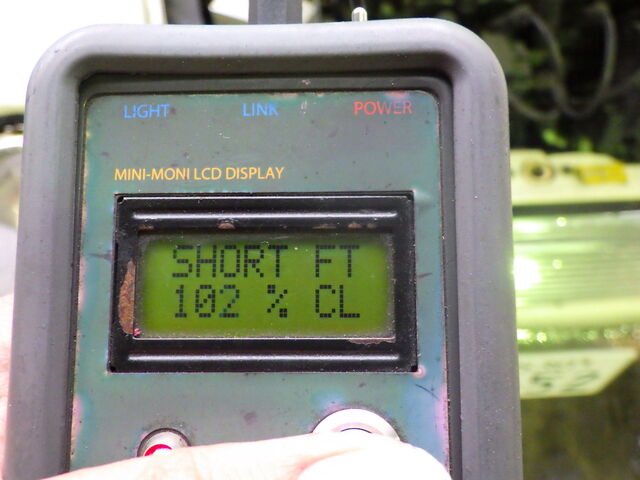 LIGHT LINK POWER
MINI-MONI LCD DISPLAY
SHORT FT
102 % CL